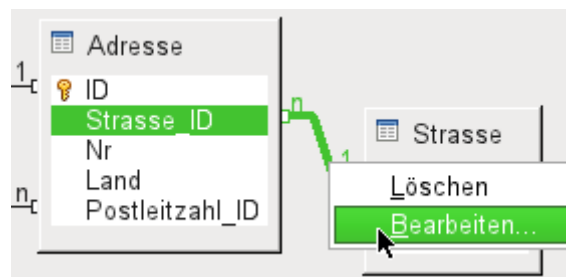 Adresse
1
ID
Strasse_ID
n
Nr
Strasse
1
Land
Löschen
n
Postleitzahl_ID
Bearbeiten...